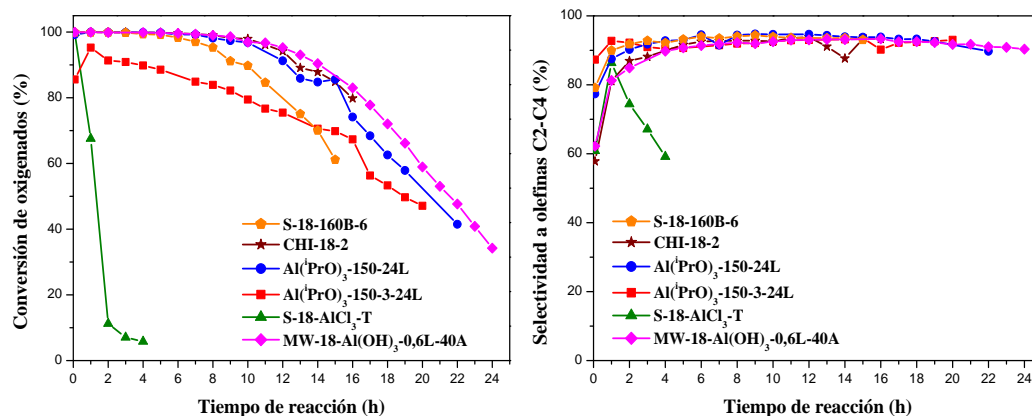 Conversión de oxigenados (%)
100
80
60
40
20
0
S-18-160B-6
CHI-18-2
Al(ⁱPrO)₃-150-24L
Al(ⁱPrO)₃-150-3-24L
S-18-AlCl₃-T
MW-18-Al(OH)₃-0,6L-40A
0 2 4 6 8 10 12 14 16 18 20 22 24
Tiempo de reacción (h)
Selectividad a olefinas C2-C4 (%)
100
80
60
40
20
0
S-18-160B-6
CHI-18-2
Al(ⁱPrO)₃-150-24L
Al(ⁱPrO)₃-150-3-24L
S-18-AlCl₃-T
MW-18-Al(OH)₃-0,6L-40A
0 2 4 6 8 10 12 14 16 18 20 22 24
Tiempo de reacción (h)